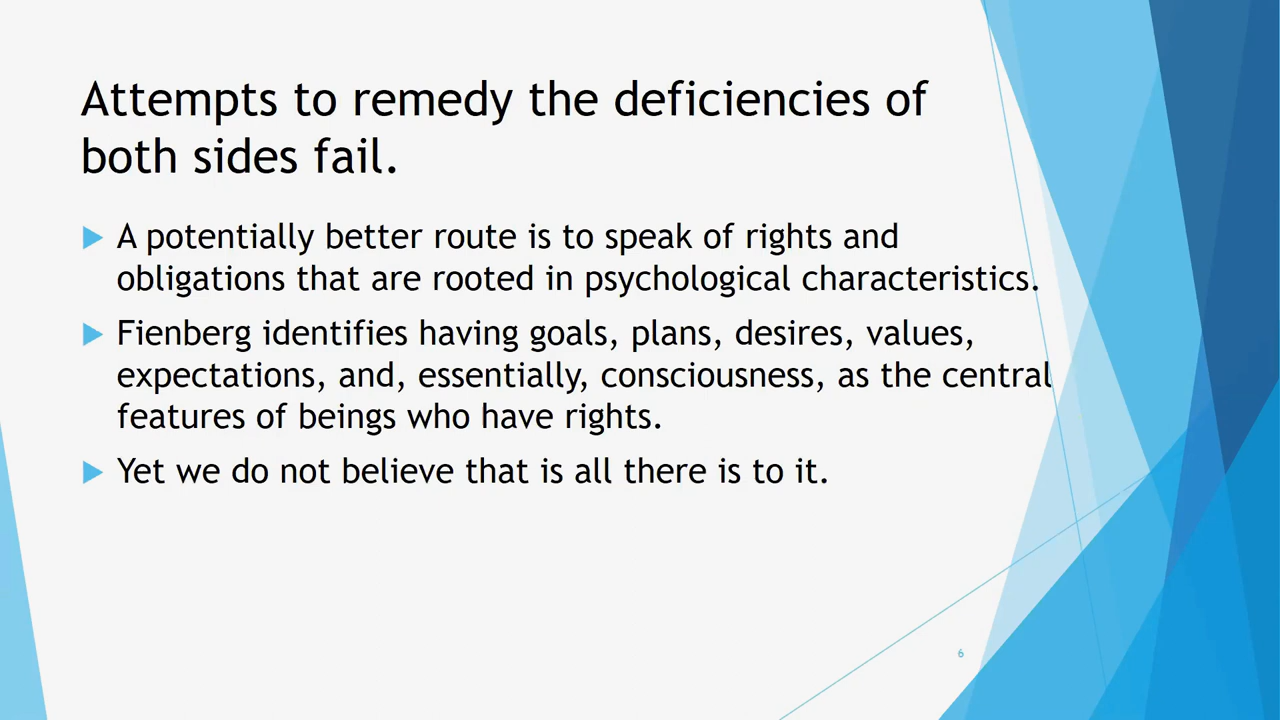 Attempts to remedy the deficiencies of
both sides fail.
A potentially better route is to speak of rights and
obligations that are rooted in psychological characteristics.
Fienberg identifies having goals, plans, desires, values,
expectations, and, essentially, consciousness, as the central
features of beings who have rights.
Yet we do not believe that is all there is to it.
6